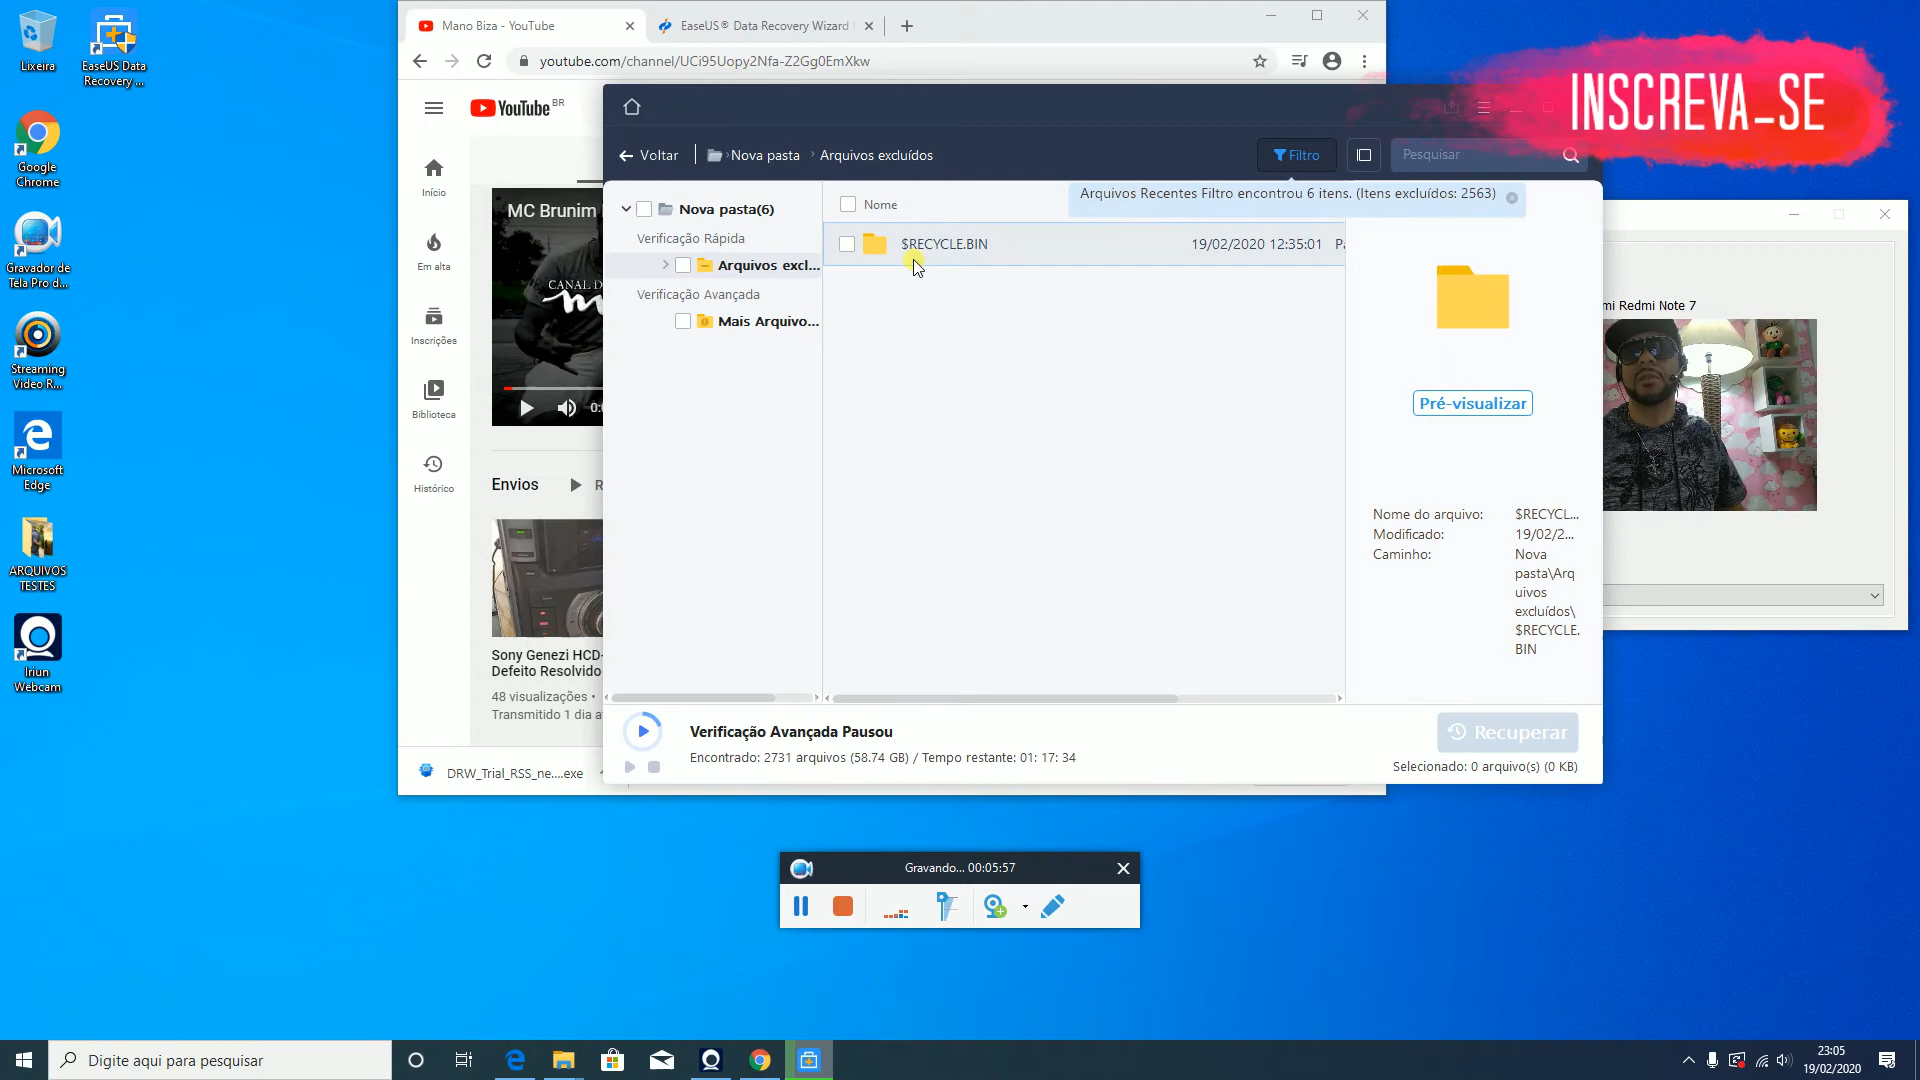 Lixeira
EaseUS Data
Recovery ...
Google
Chrome
Gravador de
Tela Pro d...
Streaming
Video R...
Microsoft
Edge
ARQUIVOS
TESTES
Iriun
Webcam
Mano Biza - YouTube
EaseUS® Data Recovery Wizard
youtube.com/channel/UCi95Uopy2Nfa-Z2Gg0EmXkw
YouTube BR
Início
Em alta
Inscrições
Biblioteca
Histórico
MC Brunim
CANAL D
Envios
Sony Genezi HCD-
Defeito Resolvido
48 visualizações •
Transmitido 1 dia a
DRW_Trial_RSS_ne....exe
INSCREVA_SE
Voltar
Nova pasta
Arquivos excluídos
Filtro
Pesquisar
Arquivos Recentes Filtro encontrou 6 itens. (Itens excluídos: 2563)
Nova pasta(6)
Verificação Rápida
Arquivos excl...
Verificação Avançada
Mais Arquivo...
Nome
$RECYCLE.BIN 19/02/2020 12:35:01
Pré-visualizar
Nome do arquivo: $RECYCL...
Modificado: 19/02/2...
Caminho: Nova
pasta\Arq
uivos
excluídos\
$RECYCLE.
BIN
mi Redmi Note 7
Verificação Avançada Pausou
Encontrado: 2731 arquivos (58.74 GB) / Tempo restante: 01: 17: 34
Recuperar
Selecionado: 0 arquivo(s) (0 KB)
Gravando... 00:05:57
Digite aqui para pesquisar
23:05
19/02/2020